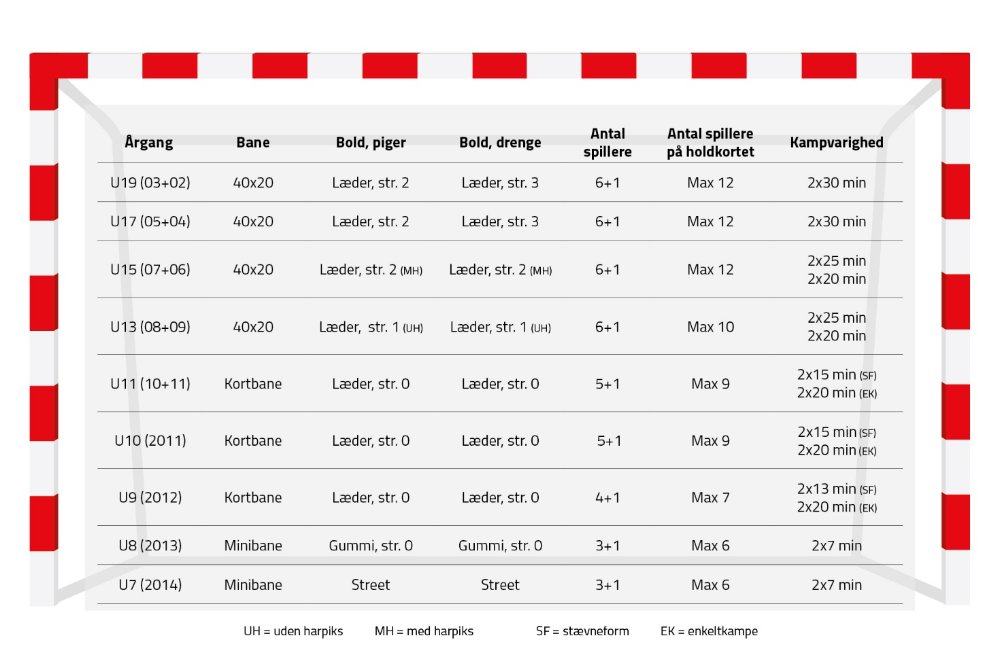 Årgang Bane Bold, piger Bold, drenge Antal spillere Antal spillere på holdkortet Kampvarighed
U19 (03+02) 40x20 Læder, str. 2 Læder, str. 3 6+1 Max 12 2x30 min
U17 (05+04) 40x20 Læder, str. 2 Læder, str. 3 6+1 Max 12 2x30 min
U15 (07+06) 40x20 Læder, str. 2 (MH) Læder, str. 2 (MH) 6+1 Max 12 2x25 min
2x20 min
U13 (08+09) 40x20 Læder, str. 1 (UH) Læder, str. 1 (UH) 6+1 Max 10 2x25 min
2x20 min
U11 (10+11) Kortbane Læder, str. 0 Læder, str. 0 5+1 Max 9 2x15 min (SF)
2x20 min (EK)
U10 (2011) Kortbane Læder, str. 0 Læder, str. 0 5+1 Max 9 2x15 min (SF)
2x20 min (EK)
U9 (2012) Kortbane Læder, str. 0 Læder, str. 0 4+1 Max 7 2x13 min (SF)
2x20 min (EK)
U8 (2013) Minibane Gummi, str. 0 Gummi, str. 0 3+1 Max 6 2x7 min
U7 (2014) Minibane Street Street 3+1 Max 6 2x7 min
UH = uden harpiks MH = med harpiks SF = stævneform EK = enkeltkampe